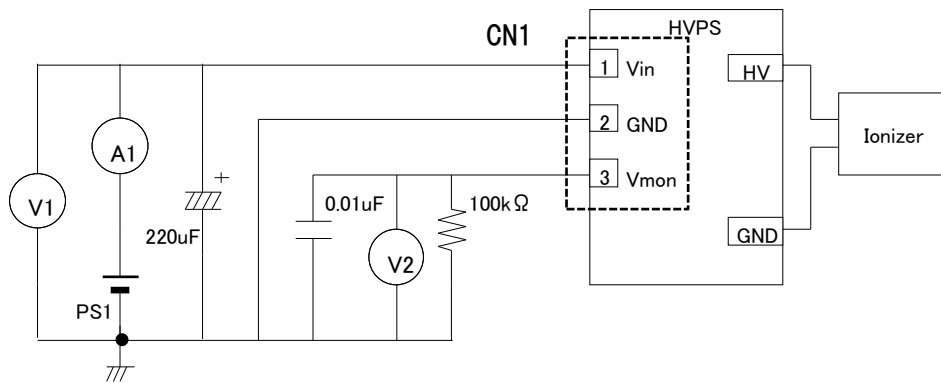 CN1
HVPS
1 Vin
HV
2 GND
Ionizer
A1
3 Vmon
+
V1
0.01uF
100kΩ
220uF
V2
GND
PS1